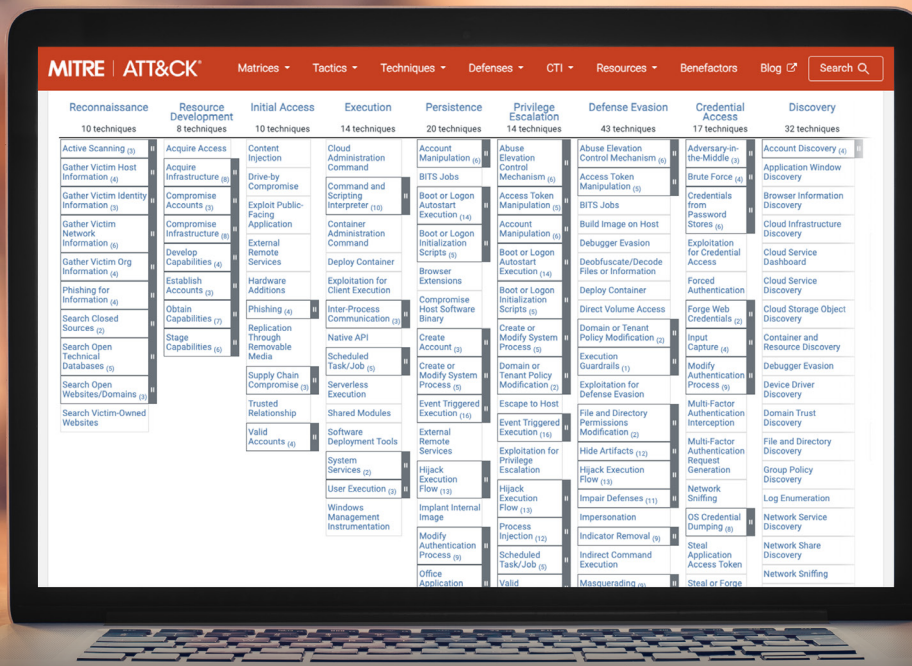 MITRE | ATT&CK®
Matrices
Tactics
Techniques
Defenses
CTI
Resources
Benefactors
Blog
Search
Reconnaissance
10 techniques
Active Scanning (3)
Gather Victim Host
Information (4)
Gather Victim Identity
Information (3)
Gather Victim
Network
Information (6)
Gather Victim Org
Information (4)
Phishing for
Information (4)
Search Closed
Sources (2)
Search Open
Technical
Databases (5)
Search Open
Websites/Domains (3)
Search Victim-Owned
Websites
Resource
Development
8 techniques
Acquire Access
Acquire
Infrastructure (8)
Compromise
Accounts (3)
Compromise
Infrastructure (8)
Develop
Capabilities (4)
Establish
Accounts (3)
Obtain
Capabilities (7)
Stage
Capabilities (6)
Initial Access
10 techniques
Content
Injection
Drive-by
Compromise
Exploit Public-
Facing
Application
External
Remote
Services
Hardware
Additions
Phishing (4)
Replication
Through
Removable
Media
Supply Chain
Compromise (3)
Trusted
Relationship
Valid
Accounts (4)
Execution
14 techniques
Cloud
Administration
Command
Command and
Scripting
Interpreter (10)
Container
Administration
Command
Deploy Container
Exploitation for
Client Execution
Inter-Process
Communication (3)
Native API
Scheduled
Task/Job (5)
Serverless
Execution
Shared Modules
Software
Deployment Tools
System
Services (2)
User Execution (3)
Windows
Management
Instrumentation
Persistence
20 techniques
Account
Manipulation (6)
BITS Jobs
Boot or Logon
Autostart
Execution (14)
Boot or Logon
Initialization
Scripts (5)
Browser
Extensions
Compromise
Host Software
Binary
Create
Account (3)
Create or
Modify System
Process (5)
Event Triggered
Execution (16)
External
Remote
Services
Hijack
Execution
Flow (13)
Implant Internal
Image
Modify
Authentication
Process (9)
Office
Application
Privilege
Escalation
14 techniques
Abuse
Elevation
Control
Mechanism (6)
Access Token
Manipulation (5)
Account
Manipulation (6)
Boot or Logon
Autostart
Execution (14)
Boot or Logon
Initialization
Scripts (5)
Create or
Modify System
Process (5)
Domain or
Tenant Policy
Modification (2)
Escape to Host
Event Triggered
Execution (16)
Exploitation for
Privilege
Escalation
Hijack
Execution
Flow (13)
Process
Injection (12)
Scheduled
Task/Job (5)
Valid
Defense Evasion
43 techniques
Abuse Elevation
Control Mechanism (6)
Access Token
Manipulation (5)
BITS Jobs
Build Image on Host
Debugger Evasion
Deobfuscate/Decode
Files or Information
Deploy Container
Direct Volume Access
Domain or Tenant
Policy Modification (2)
Execution
Guardrails (1)
Exploitation for
Defense Evasion
File and Directory
Permissions
Modification (2)
Hide Artifacts (12)
Hijack Execution
Flow (13)
Impair Defenses (11)
Impersonation
Indicator Removal (9)
Indirect Command
Execution
Masquerading (9)
Credential
Access
17 techniques
Adversary-in-
the-Middle (3)
Brute Force (4)
Credentials
from
Password
Stores (6)
Exploitation
for Credential
Access
Forced
Authentication
Forge Web
Credentials (2)
Input
Capture (4)
Modify
Authentication
Process (9)
Multi-Factor
Authentication
Interception
Multi-Factor
Authentication
Request
Generation
Network
Sniffing
OS Credential
Dumping (8)
Steal
Application
Access Token
Steal or Forge
Discovery
32 techniques
Account Discovery (4)
Application Window
Discovery
Browser Information
Discovery
Cloud Infrastructure
Discovery
Cloud Service
Dashboard
Cloud Service
Discovery
Cloud Storage Object
Discovery
Container and
Resource Discovery
Debugger Evasion
Device Driver
Discovery
Domain Trust
Discovery
File and Directory
Discovery
Group Policy
Discovery
Log Enumeration
Network Service
Discovery
Network Share
Discovery
Network Sniffing